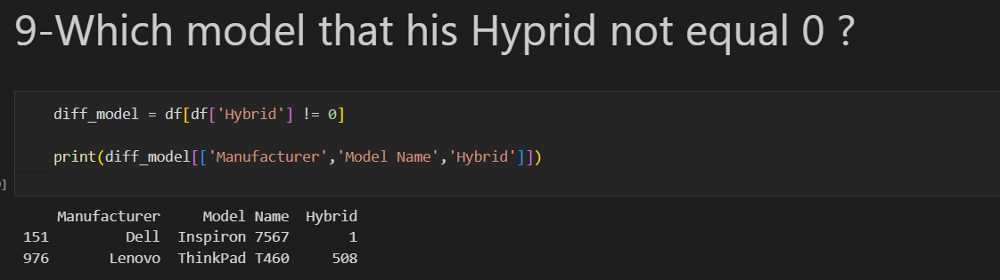 9-Which model that his Hyprid not equal 0 ?
diff_model = df[df['Hybrid'] != 0]
print(diff_model[['Manufacturer','Model Name','Hybrid']])
]
Manufacturer Model Name Hybrid
151 Dell Inspiron 7567 1
976 Lenovo ThinkPad T460 508